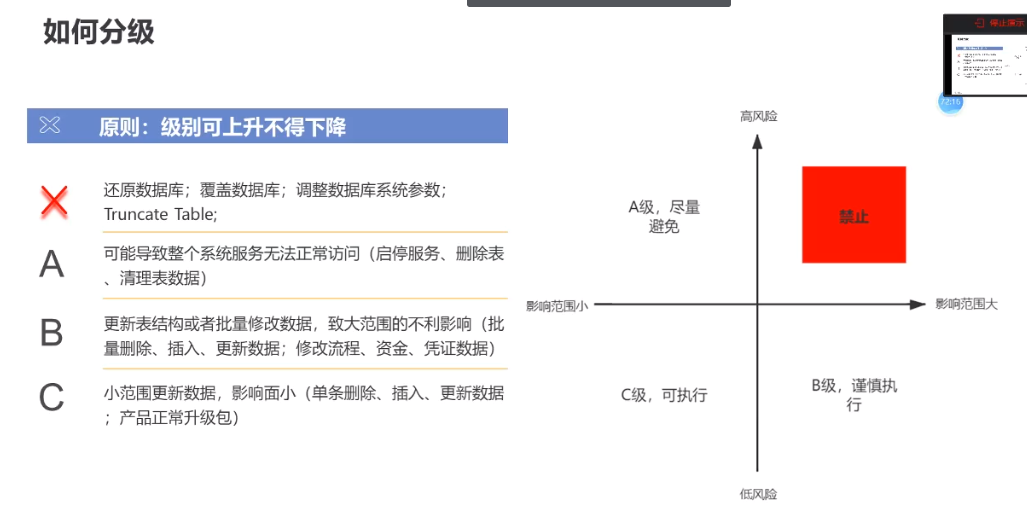 如何分级
停止演示
72:16
原则：级别可上升不得下降
还原数据库；覆盖数据库；调整数据库系统参数；
Truncate Table;
A
可能导致整个系统服务无法正常访问（启停服务、删除表
、清理表数据）
B
更新表结构或者批量修改数据，致大范围的不利影响（批
量删除、插入、更新数据；修改流程、资金、凭证数据）
C
小范围更新数据，影响面小（单条删除、插入、更新数据
；产品正常升级包）
高风险
A级，尽量
避免
禁止
影响范围小
影响范围大
C级，可执行
B级，谨慎执
行
低风险